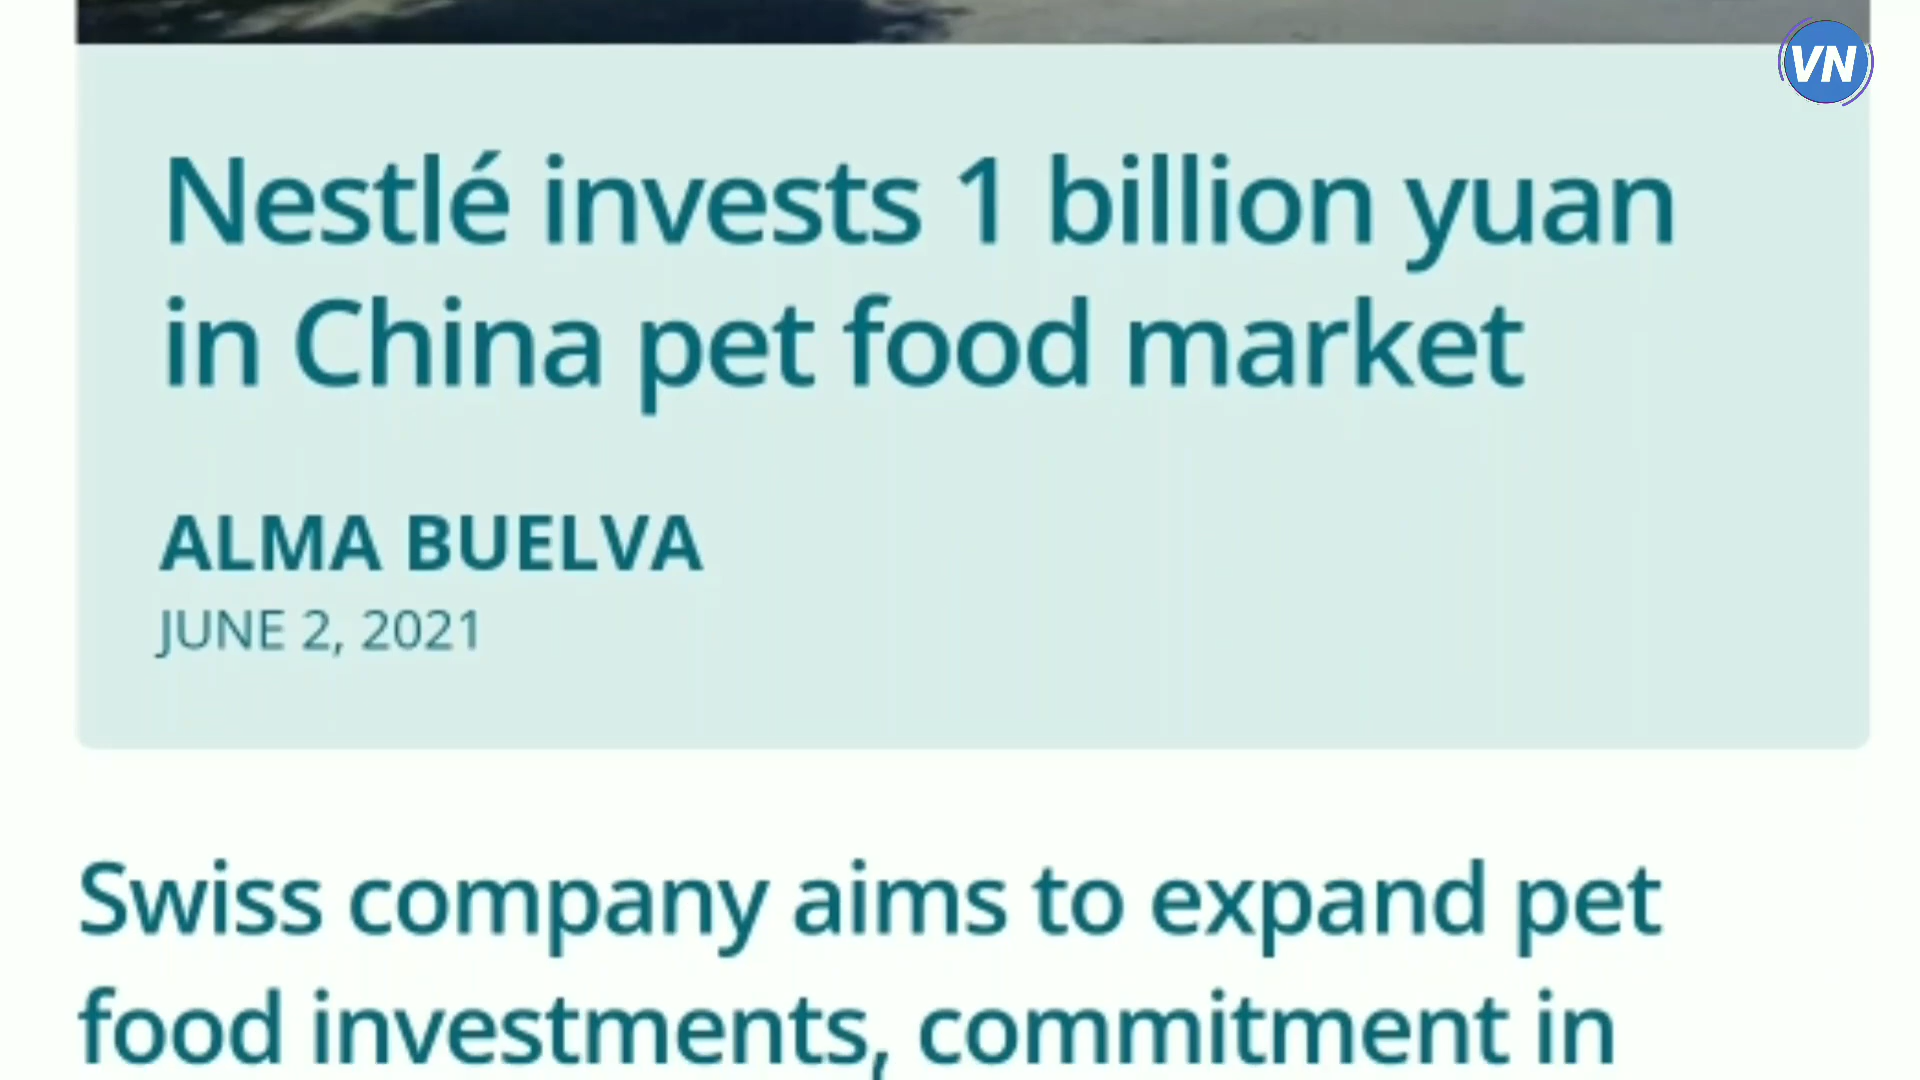 VN
Nestlé invests 1 billion yuan
in China pet food market
ALMA BUELVA
JUNE 2, 2021
Swiss company aims to expand pet
food investments, commitment in